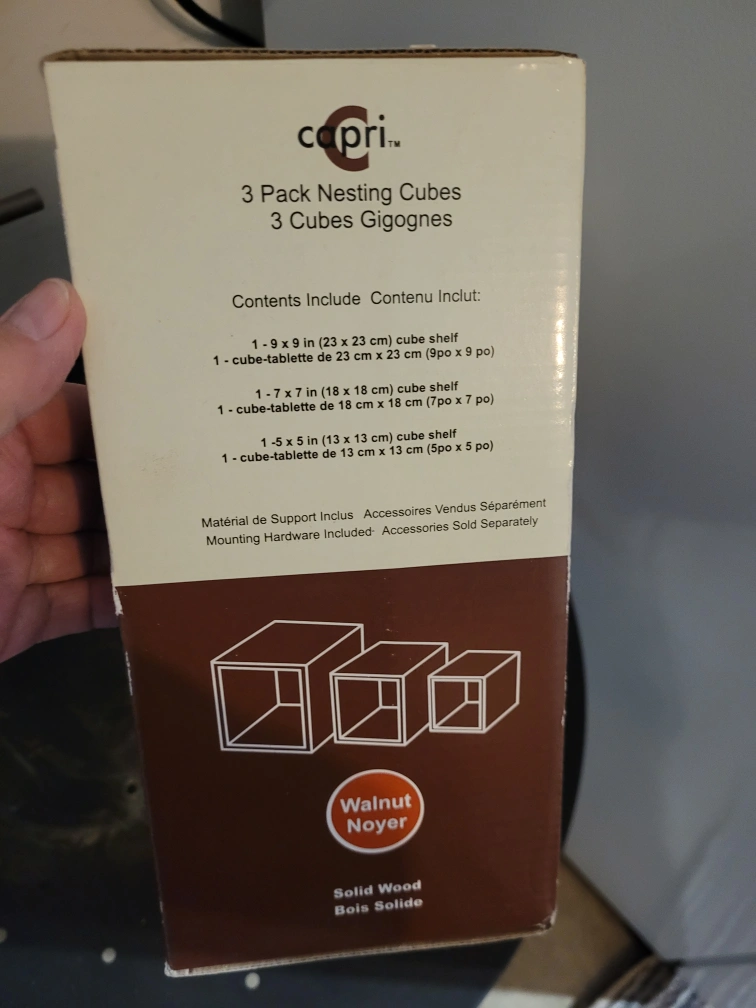 capri™
3 Pack Nesting Cubes
3 Cubes Gigognes
Contents Include Contenu Inclut:
1 - 9 x 9 in (23 x 23 cm) cube shelf
1 - cube-tablette de 23 cm x 23 cm (9po x 9 po)
1 - 7 x 7 in (18 x 18 cm) cube shelf
1 - cube-tablette de 18 cm x 18 cm (7po x 7 po)
1 -5 x 5 in (13 x 13 cm) cube shelf
1 - cube-tablette de 13 cm x 13 cm (5po x 5 po)
Matérial de Support Inclus Accessoires Vendus Séparément
Mounting Hardware Included· Accessories Sold Separately
Walnut
Noyer
Solid Wood
Bois Solide